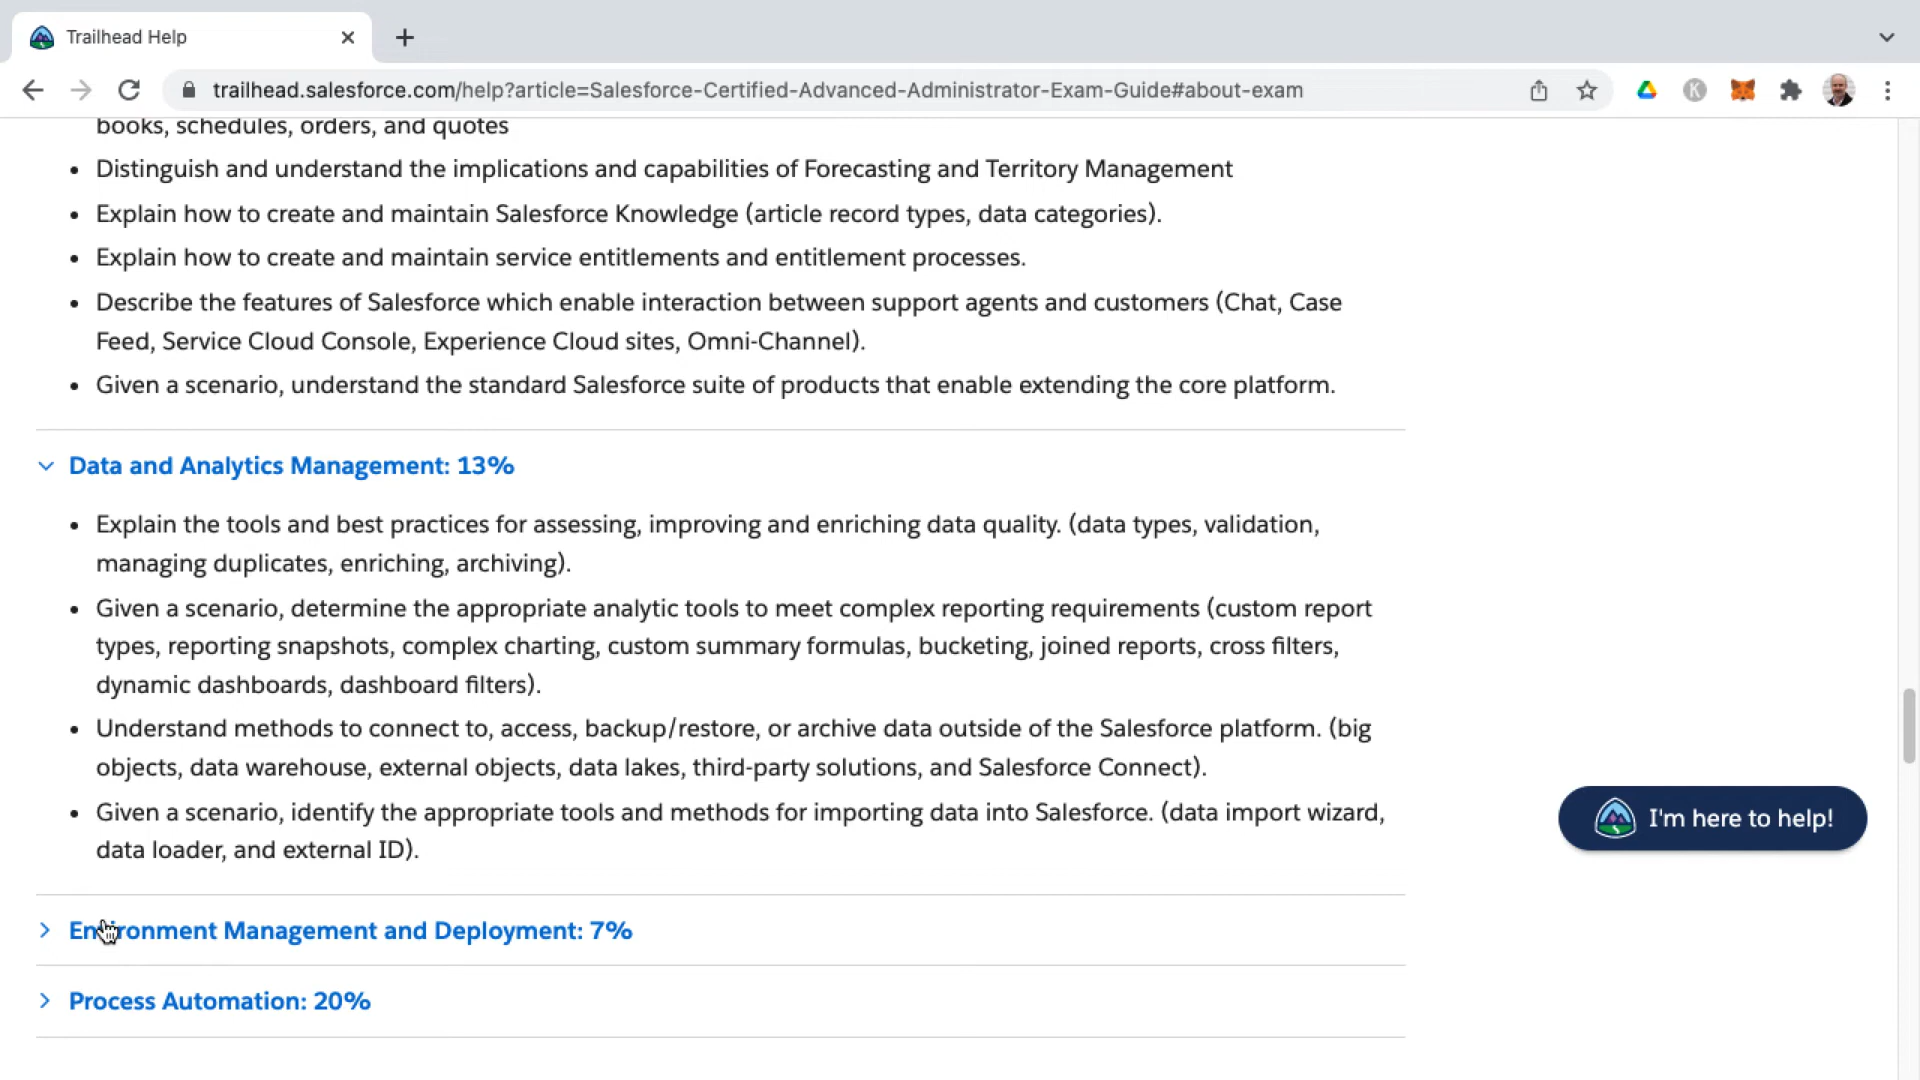 Trailhead Help
trailhead.salesforce.com/help?article=Salesforce-Certified-Advanced-Administrator-Exam-Guide#about-exam
K
books, schedules, orders, and quotes
• Distinguish and understand the implications and capabilities of Forecasting and Territory Management
• Explain how to create and maintain Salesforce Knowledge (article record types, data categories).
• Explain how to create and maintain service entitlements and entitlement processes.
• Describe the features of Salesforce which enable interaction between support agents and customers (Chat, Case
Feed, Service Cloud Console, Experience Cloud sites, Omni-Channel).
• Given a scenario, understand the standard Salesforce suite of products that enable extending the core platform.
Data and Analytics Management: 13%
• Explain the tools and best practices for assessing, improving and enriching data quality. (data types, validation,
managing duplicates, enriching, archiving).
• Given a scenario, determine the appropriate analytic tools to meet complex reporting requirements (custom report
types, reporting snapshots, complex charting, custom summary formulas, bucketing, joined reports, cross filters,
dynamic dashboards, dashboard filters).
• Understand methods to connect to, access, backup/restore, or archive data outside of the Salesforce platform. (big
objects, data warehouse, external objects, data lakes, third-party solutions, and Salesforce Connect).
• Given a scenario, identify the appropriate tools and methods for importing data into Salesforce. (data import wizard,
data loader, and external ID).
I'm here to help!
Environment Management and Deployment: 7%
Process Automation: 20%